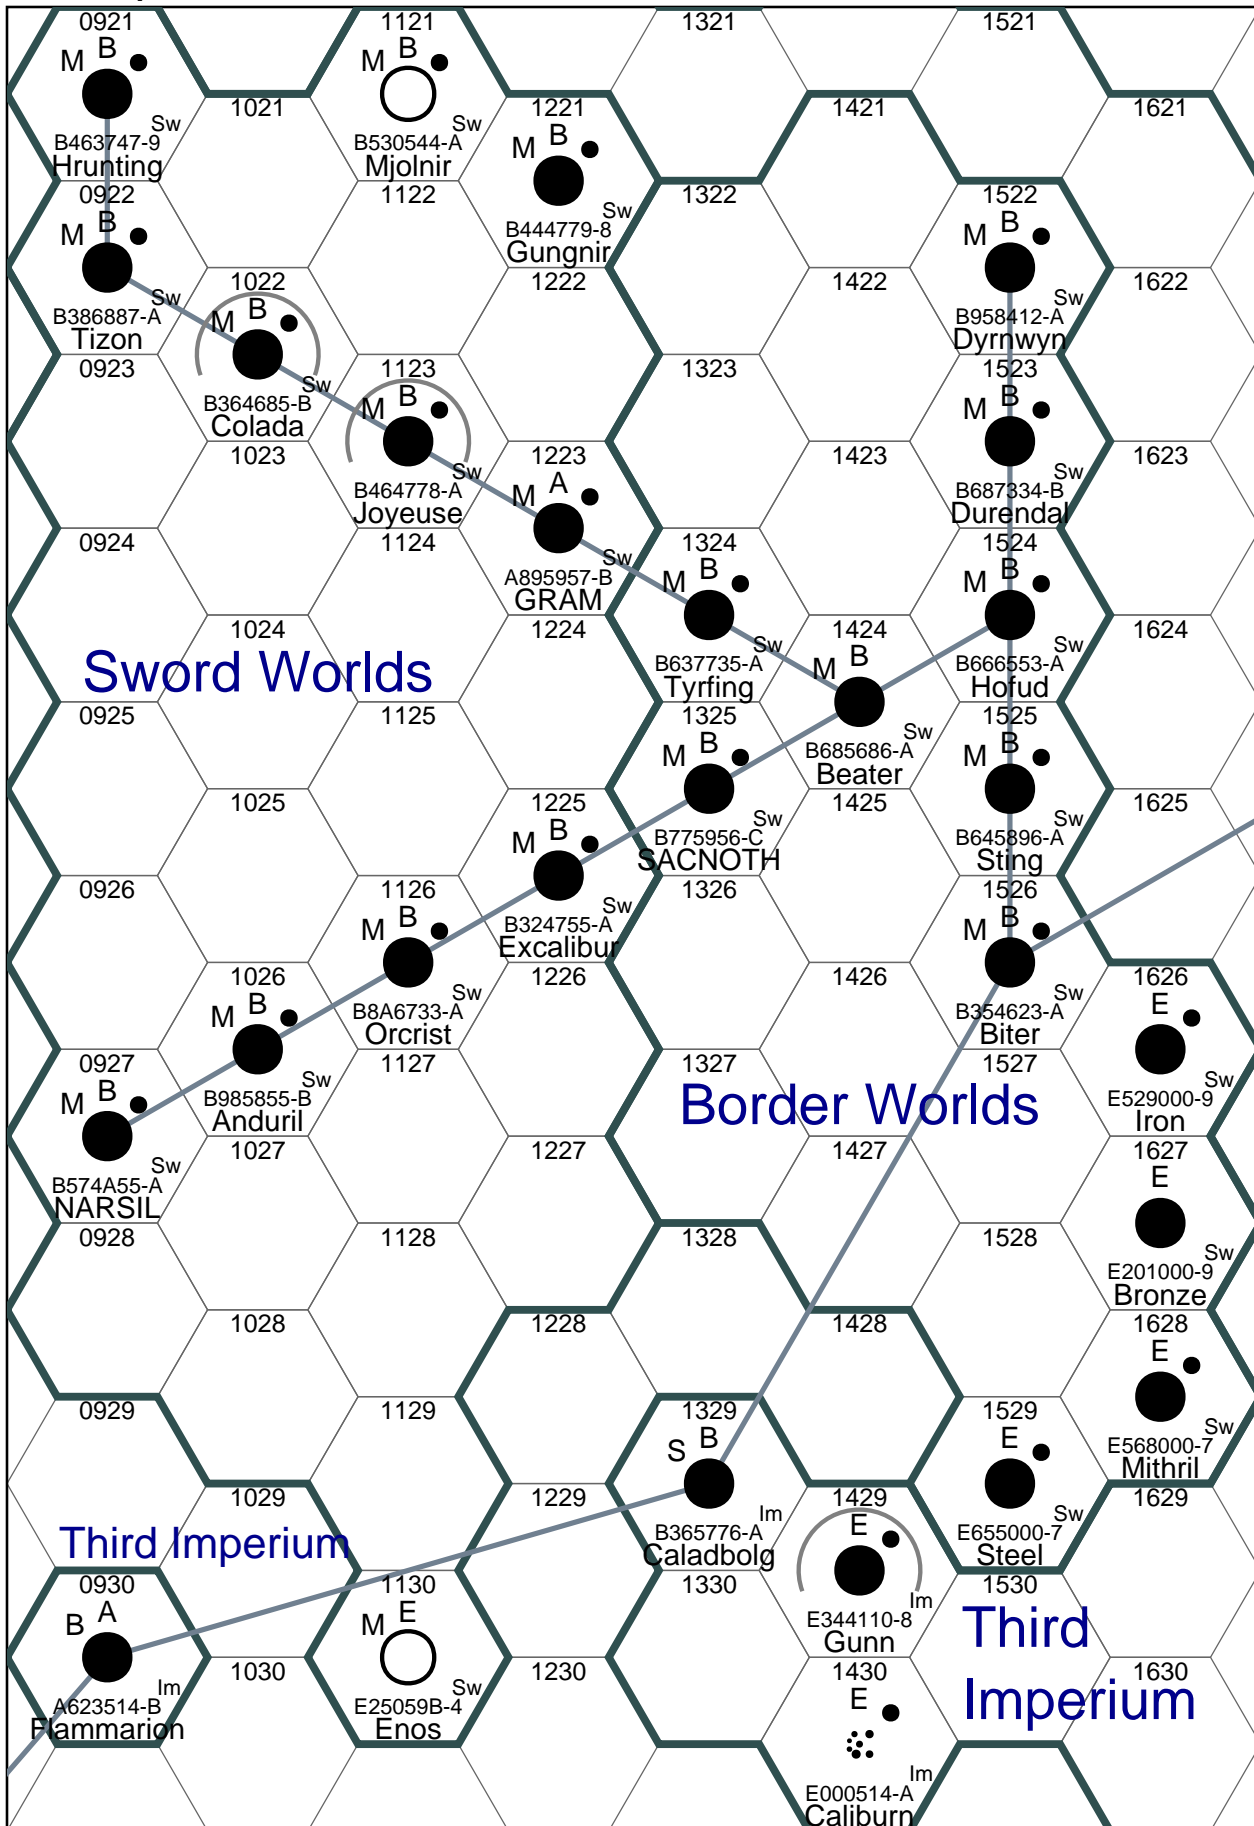 0921
1121
1321
1521
B
M
B
M
1021
1221
1421
1621
Sw
B463747-9
Hrunting
Sw
B530544-A
Mjolnir
B
M
0922
1122
1322
1522
B
M
Sw
B444779-8
Gungnir
B
M
1022
1222
1422
1622
Sw
B386887-A
Tizon
B
M
Sw
B958412-A
Dyrnwyn
0923
1123
1323
1523
Sw
B364685-B
Colada
B
M
B
M
1023
1223
1423
1623
Sw
B464778-A
Joyeuse
A
M
Sw
B687334-B
Durendal
0924
1124
1324
1524
Sw
A895957-B
GRAM
B
M
B
M
1024
1224
1424
1624
Sword Worlds
Sw
B637735-A
Tyrfing
B
M
Sw
B666553-A
Hofud
0925
1125
1325
1525
B
M
Sw
B685686-A
Beater
B
M
1025
1225
1425
1625
B
M
Sw
B775956-C
SACNOTH
Sw
B645896-A
Sting
0926
1126
1326
1526
B
M
Sw
B324755-A
Excalibur
B
M
1026
1226
1426
1626
B
M
Sw
B8A6733-A
Orcrist
Sw
B354623-A
Biter
E
0927
1127
1327
1527
B
M
Sw
B985855-B
Anduril
Border Worlds
Sw
E529000-9
Iron
1027
1227
1427
1627
Sw
B574A55-A
NARSIL
E
0928
1128
1328
1528
Sw
E201000-9
Bronze
1028
1228
1428
1628
E
0929
1129
1329
1529
B
S
E
Sw
E568000-7
Mithril
1029
1229
1429
1629
Third Imperium
Im
B365776-A
Caladbolg
E
Sw
E655000-7
Steel
0930
1130
1330
1530
A
B
E
M
Im
E344110-8
Gunn
Third
Imperium
1030
1230
1430
1630
Im
A623514-B
Flammarion
Sw
E25059B-4
Enos
E
Im
E000514-A
Caliburn